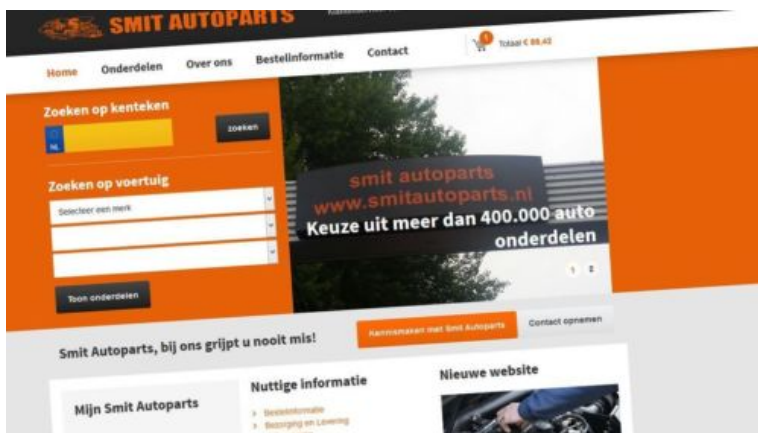 SMIT AUTOPARTS
Home Onderdelen Over ons Bestelinformatie Contact
1
Totaal € 89,42
Zoeken op kenteken
NL
zoeken
Zoeken op voertuig
Selecteer een merk
Toon onderdelen
smit autoparts
www.smitautoparts.nl
Keuze uit meer dan 400.000 auto
onderdelen
1 2
Smit Autoparts, bij ons grijpt u nooit mis!
Kennismaken met Smit Autoparts
Contact opnemen
Mijn Smit Autoparts
Nuttige informatie
> Bestelinformatie
> Bezorging en Levering
Nieuwe website